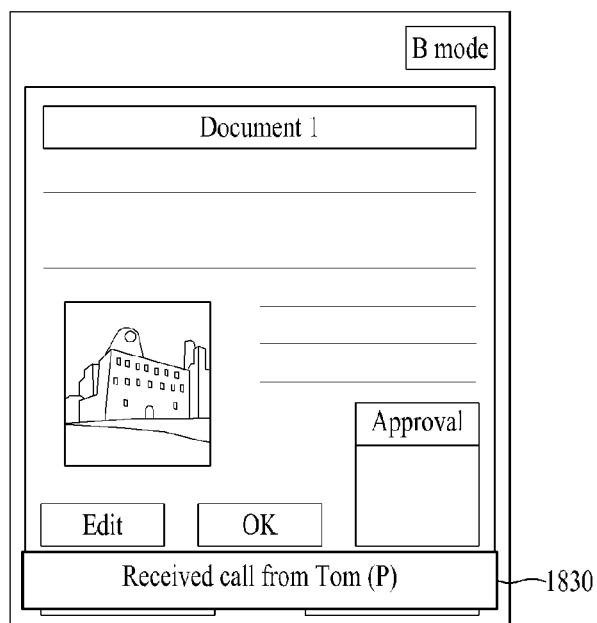 B mode
Document 1
Approval
Edit
OK
Received call from Tom (P)
1830